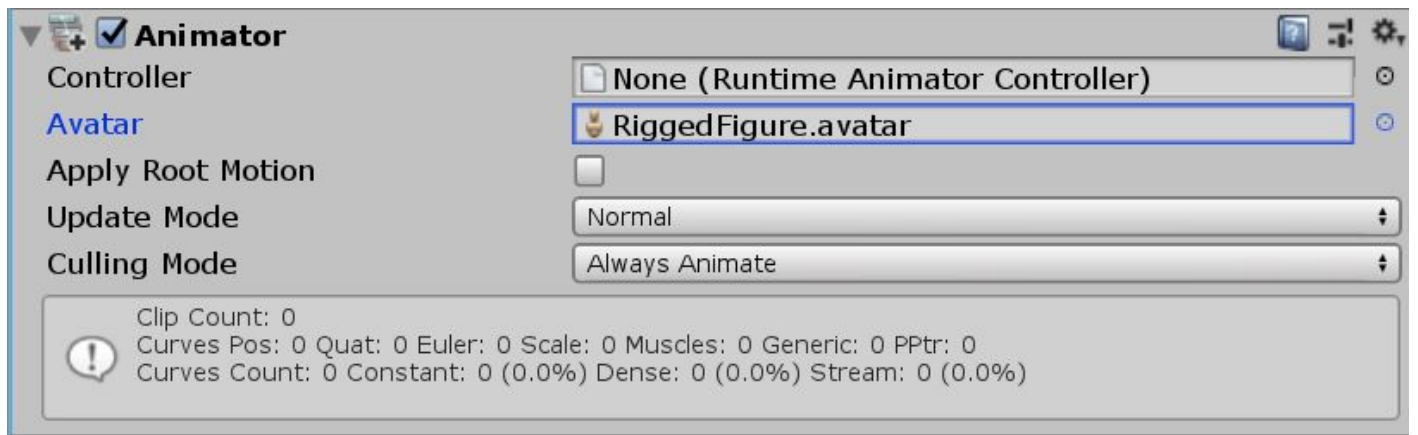 Animator
Controller None (Runtime Animator Controller)
Avatar RiggedFigure.avatar
Apply Root Motion
Update Mode Normal
Culling Mode Always Animate
Clip Count: 0
Curves Pos: 0 Quat: 0 Euler: 0 Scale: 0 Muscles: 0 Generic: 0 PPtr: 0
Curves Count: 0 Constant: 0 (0.0%) Dense: 0 (0.0%) Stream: 0 (0.0%)